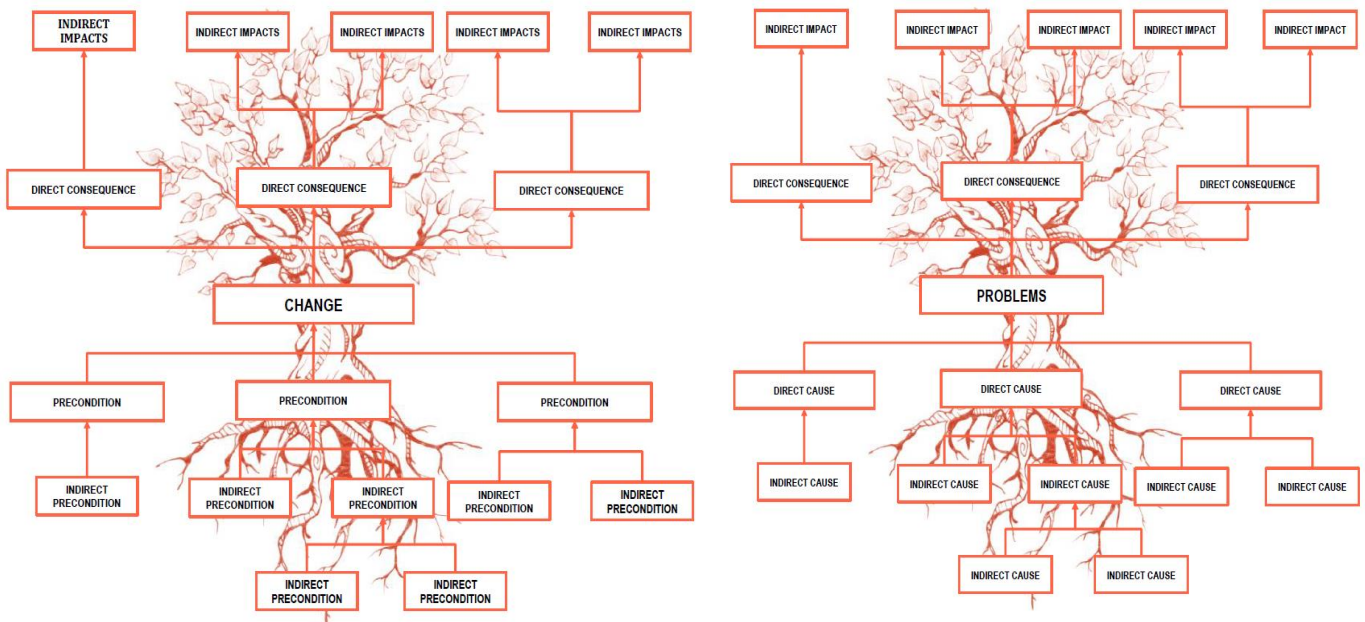 INDIRECT
IMPACTS
INDIRECT IMPACTS
INDIRECT IMPACTS
INDIRECT IMPACTS
INDIRECT IMPACTS
DIRECT CONSEQUENCE
DIRECT CONSEQUENCE
DIRECT CONSEQUENCE
CHANGE
PRECONDITION
PRECONDITION
PRECONDITION
INDIRECT
PRECONDITION
INDIRECT
PRECONDITION
INDIRECT
PRECONDITION
INDIRECT
PRECONDITION
INDIRECT
PRECONDITION
INDIRECT
PRECONDITION
INDIRECT
PRECONDITION
INDIRECT IMPACT
INDIRECT IMPACT
INDIRECT IMPACT
INDIRECT IMPACT
INDIRECT IMPACT
DIRECT CONSEQUENCE
DIRECT CONSEQUENCE
DIRECT CONSEQUENCE
PROBLEMS
DIRECT CAUSE
DIRECT CAUSE
DIRECT CAUSE
INDIRECT CAUSE
INDIRECT CAUSE
INDIRECT CAUSE
INDIRECT CAUSE
INDIRECT CAUSE
INDIRECT CAUSE
INDIRECT CAUSE